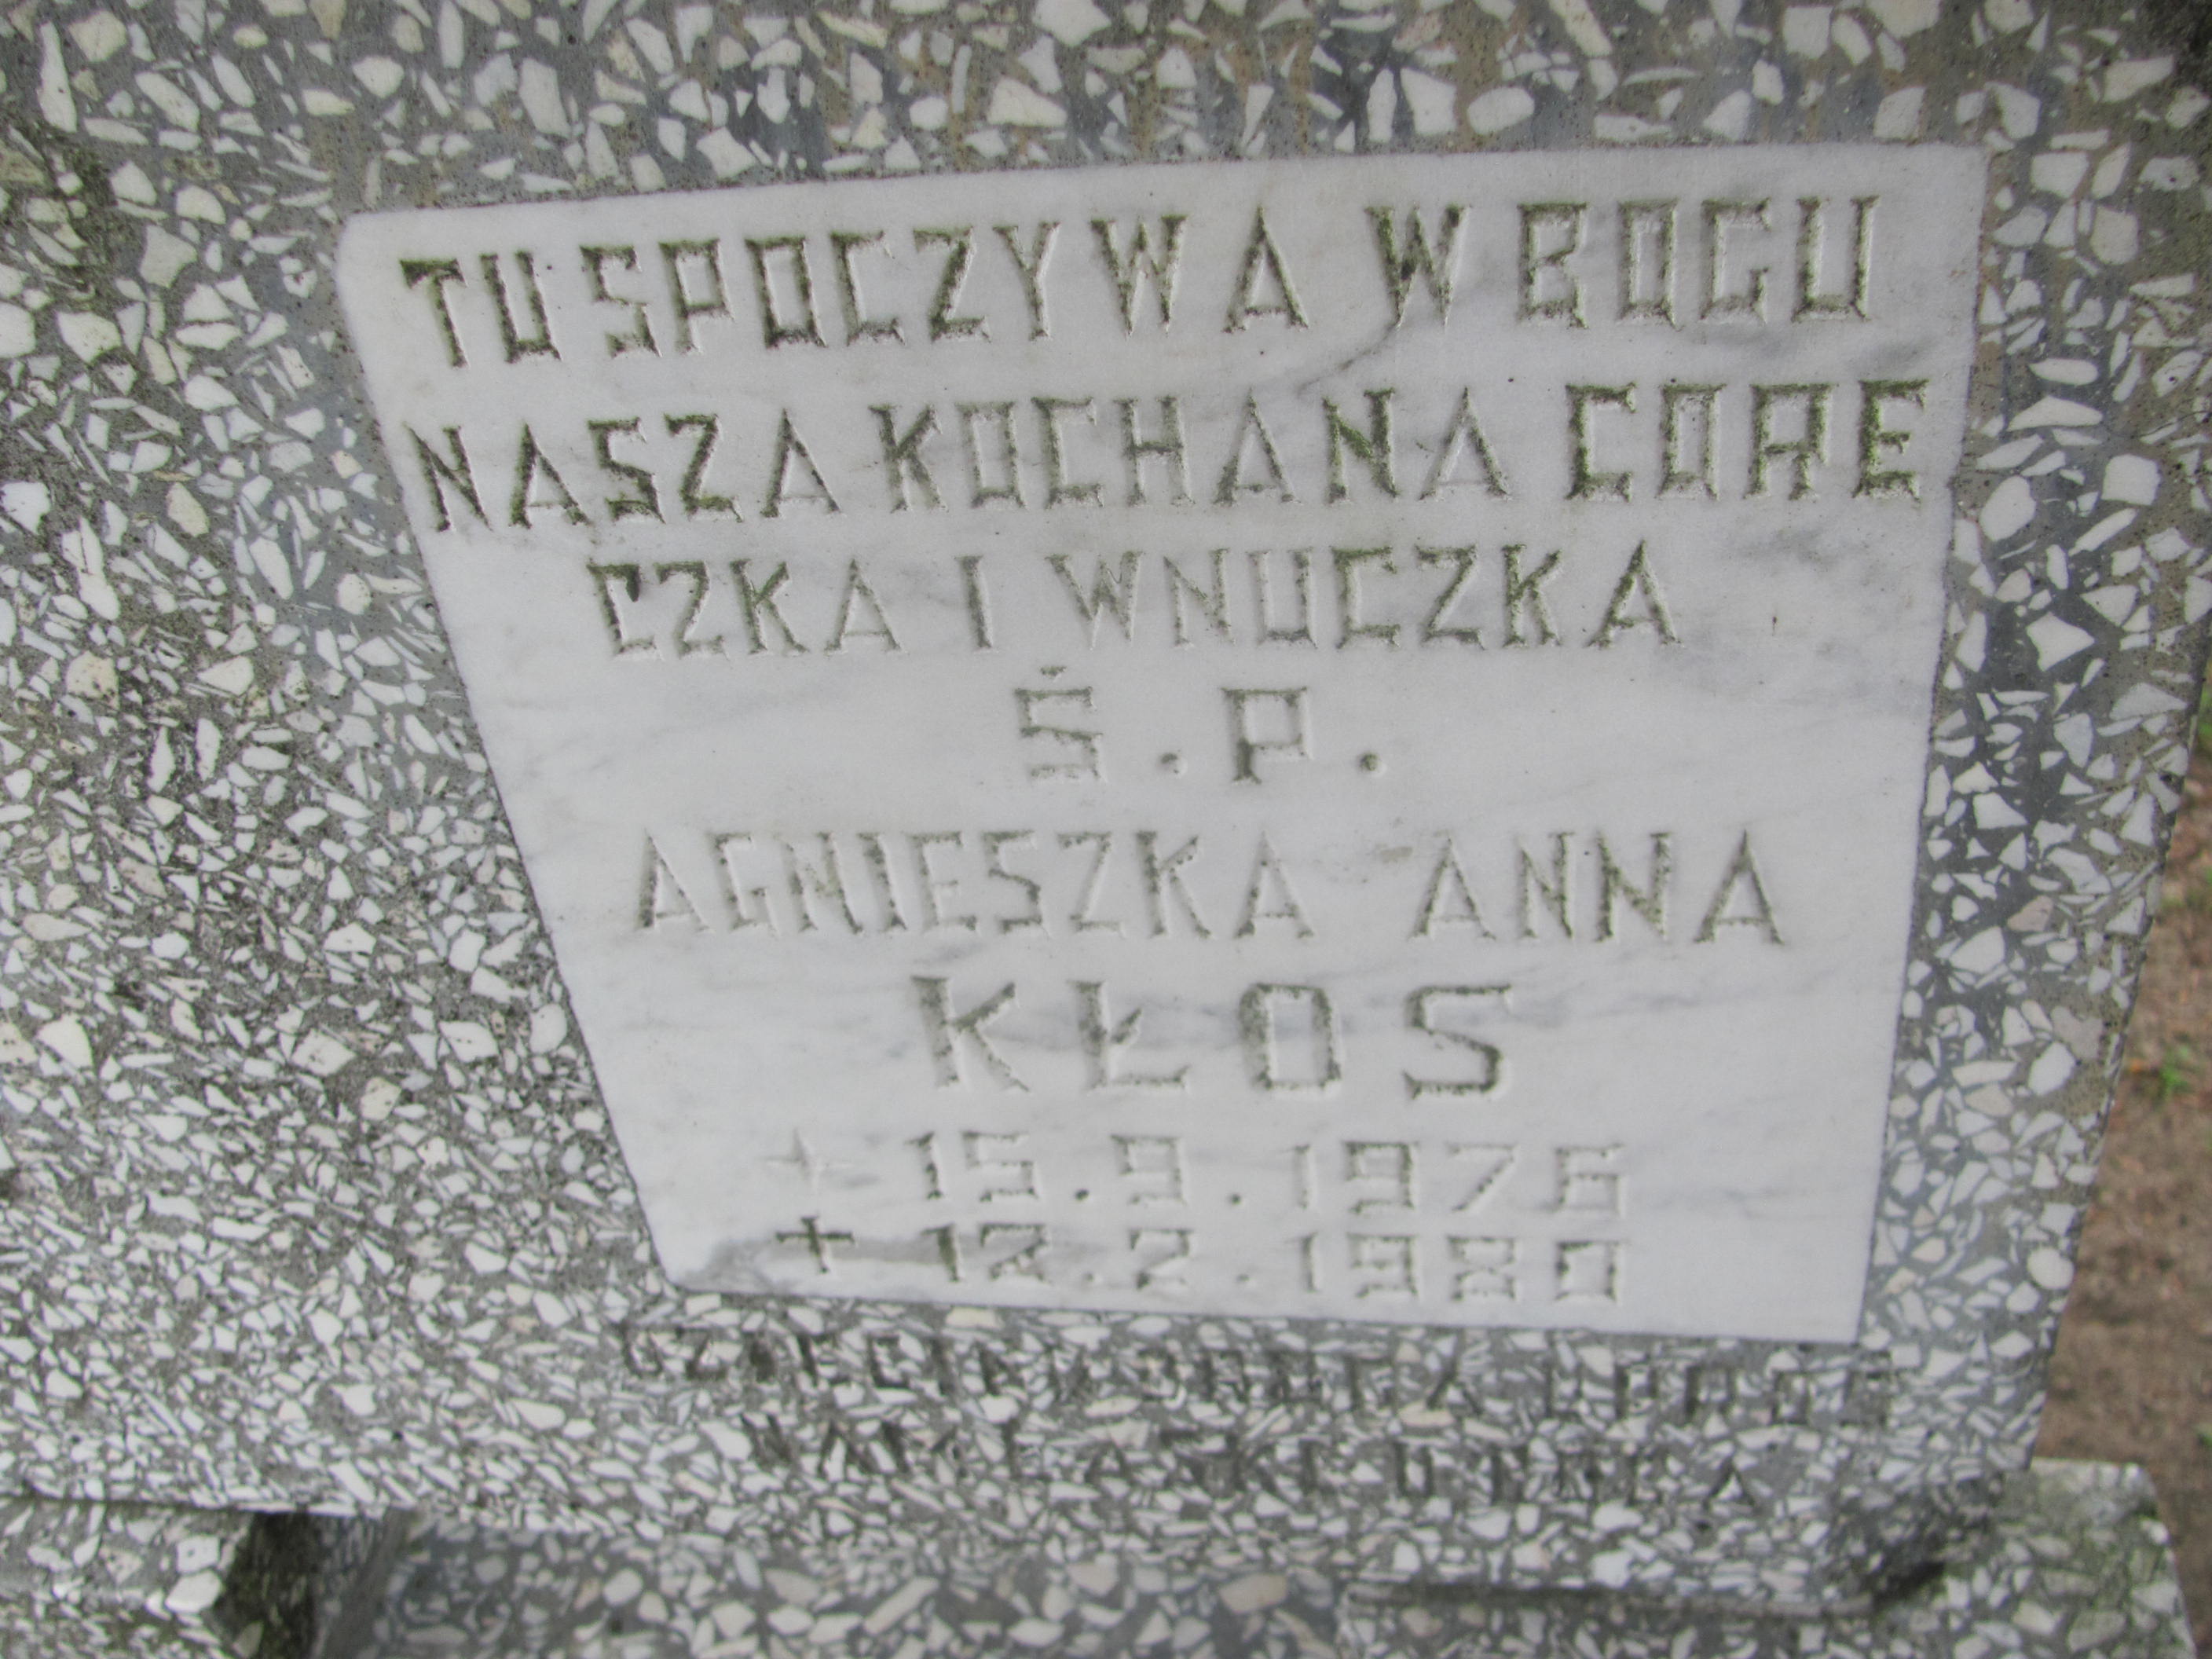 TU SPOCZYWA W BOGU
NASZA KOCHANA CORE
CZKA I WNUCZKA
Ś.P.
AGNIESZKA ANNA
KŁOS
+ 15.9.1976
+ 12.2.1980